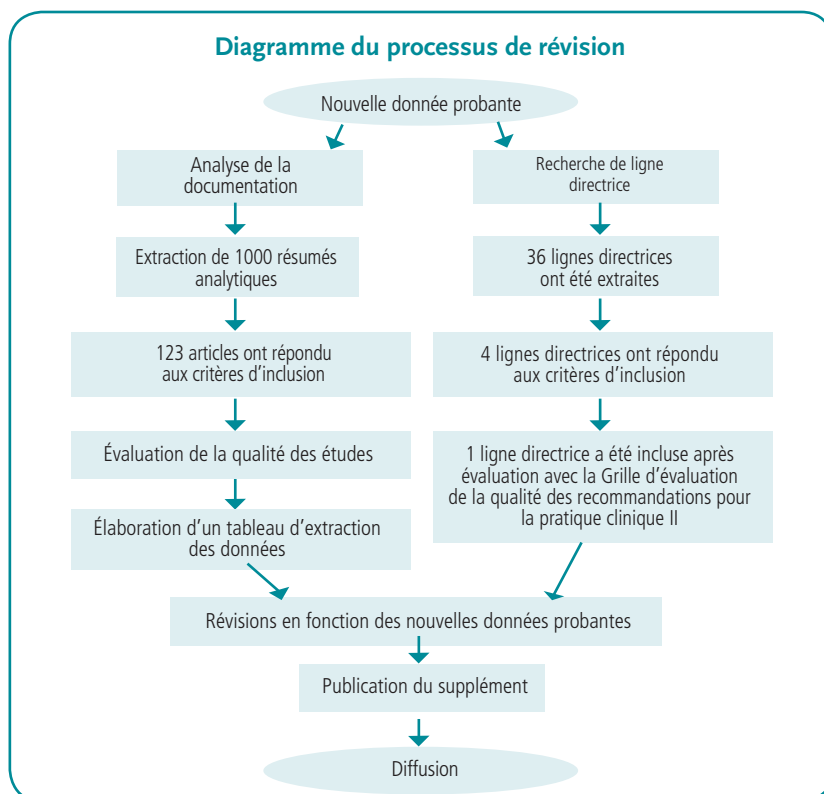 Diagramme du processus de révision
Nouvelle donnée probante
Analyse de la
documentation
Extraction de 1000 résumés
analytiques
123 articles ont répondu
aux critères d’inclusion
Évaluation de la qualité des études
Élaboration d’un tableau d’extraction
des données
Recherche de ligne
directrice
36 lignes directrices
ont été extraites
4 lignes directrices ont répondu
aux critères d’inclusion
1 ligne directrice a été incluse après
évaluation avec la Grille d’évaluation
de la qualité des recommandations pour
la pratique clinique II
Révisions en fonction des nouvelles données probantes
Publication du supplément
Diffusion